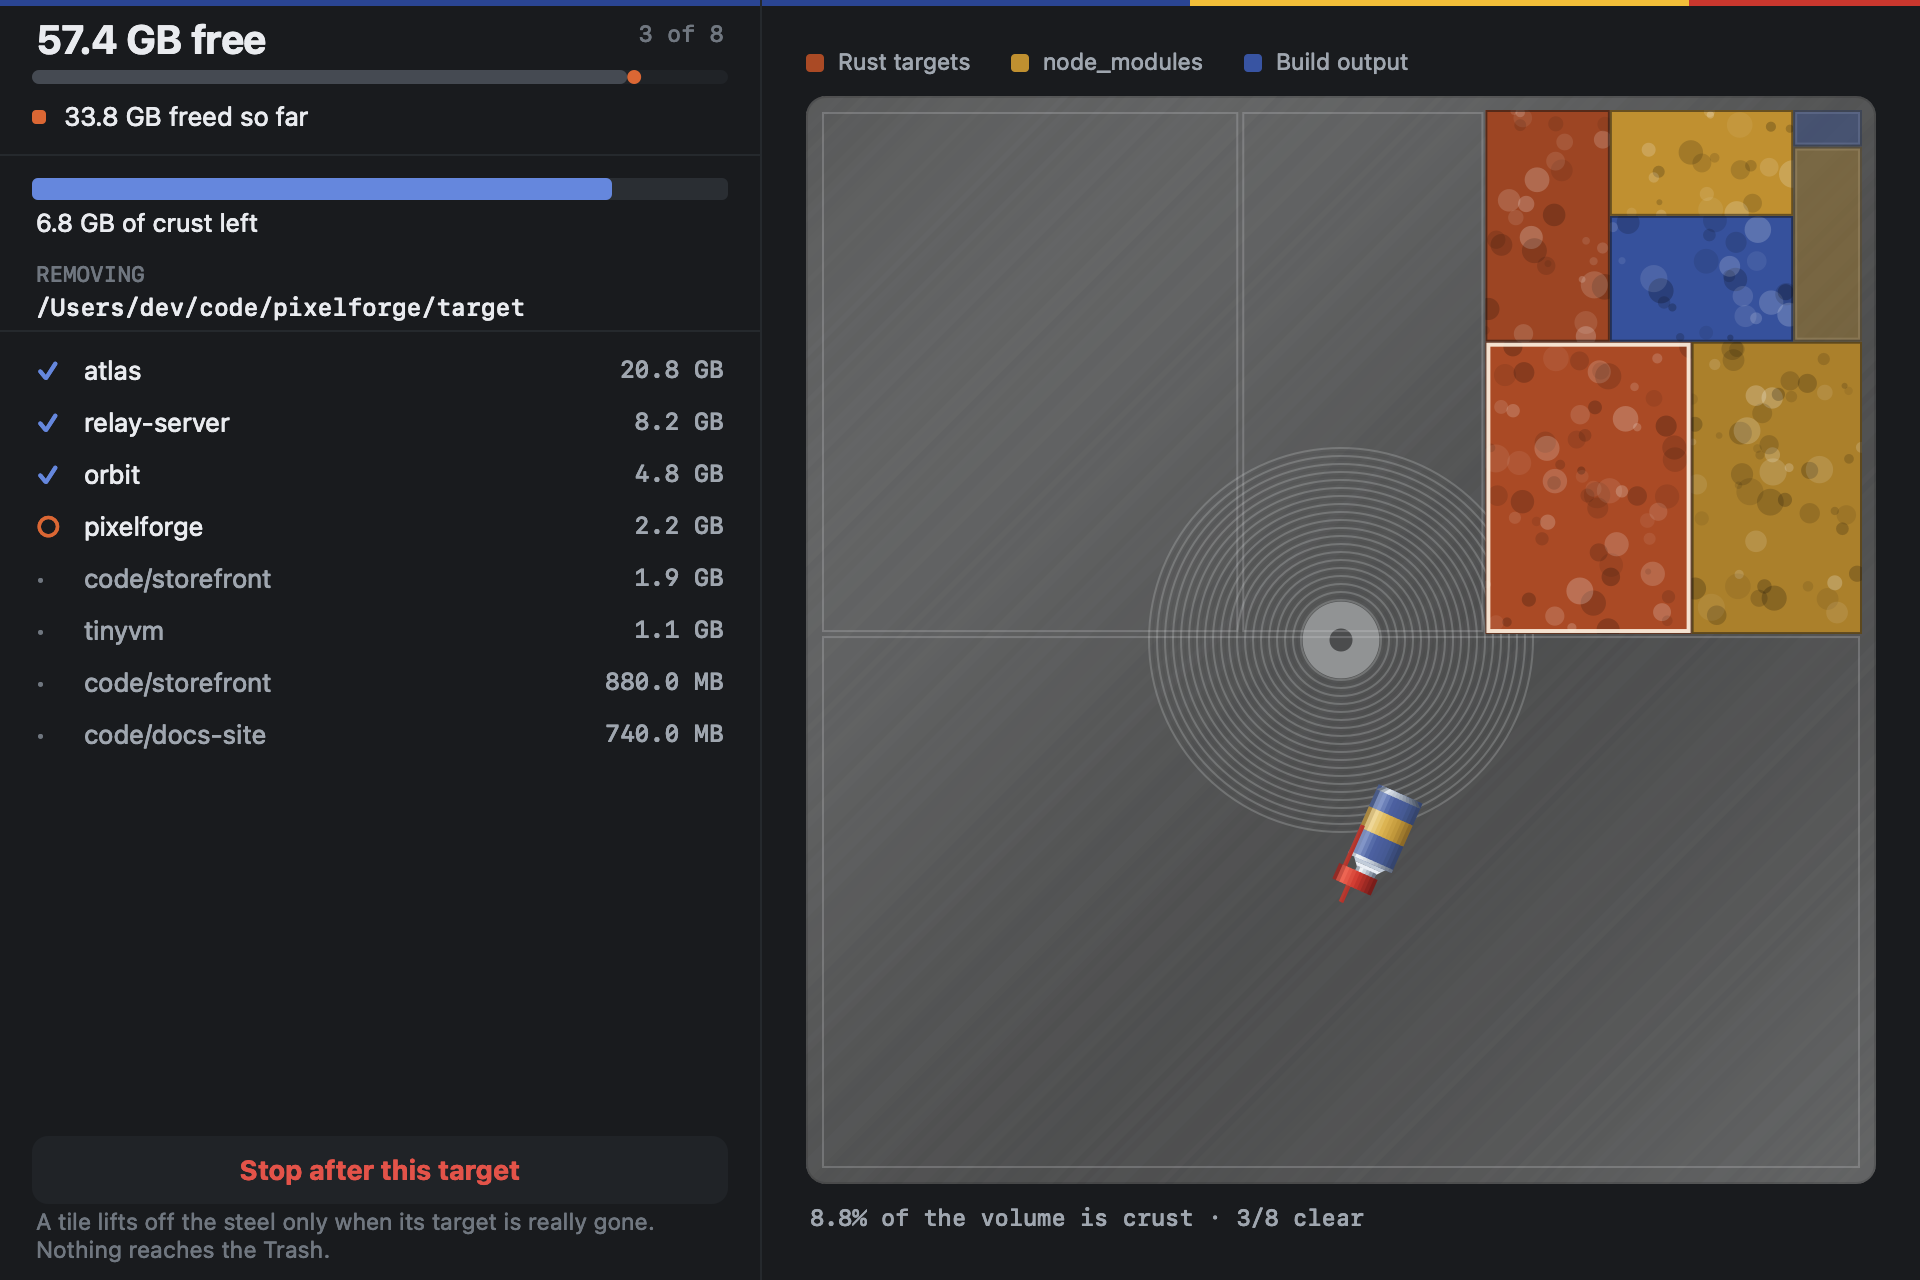 57.4 GB free
3 of 8
33.8 GB freed so far
6.8 GB of crust left
REMOVING
/Users/dev/code/pixelforge/target
atlas 20.8 GB
relay-server 8.2 GB
orbit 4.8 GB
pixelforge 2.2 GB
code/storefront 1.9 GB
tinyvm 1.1 GB
code/storefront 880.0 MB
code/docs-site 740.0 MB
Stop after this target
A tile lifts off the steel only when its target is really gone.
Nothing reaches the Trash.
Rust targets node_modules Build output
8.8% of the volume is crust · 3/8 clear